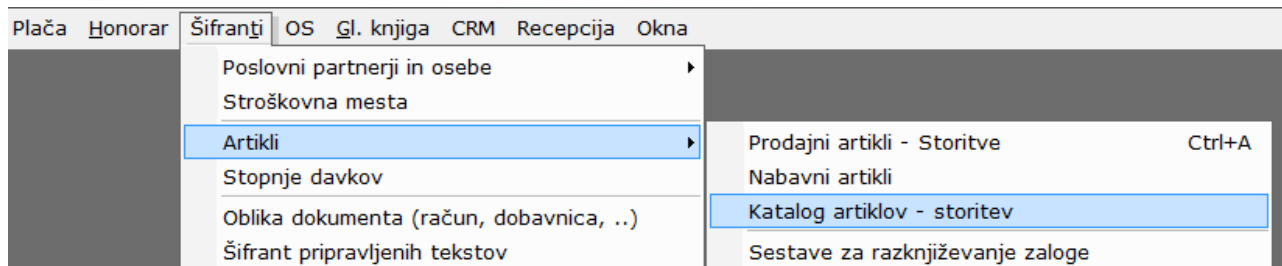 Plača Honorar Šifranti OS Gl. knjiga CRM Recepcija Okna
Poslovni partnerji in osebe
Stroškovna mesta
Artikli
Stopnje davkov
Oblika dokumenta (račun, dobavnica, ..)
Šifrant pripravljenih tekstov
Prodajni artikli - Storitve Ctrl+A
Nabavni artikli
Katalog artiklov - storitev
Sestave za razknjiževanje zaloge